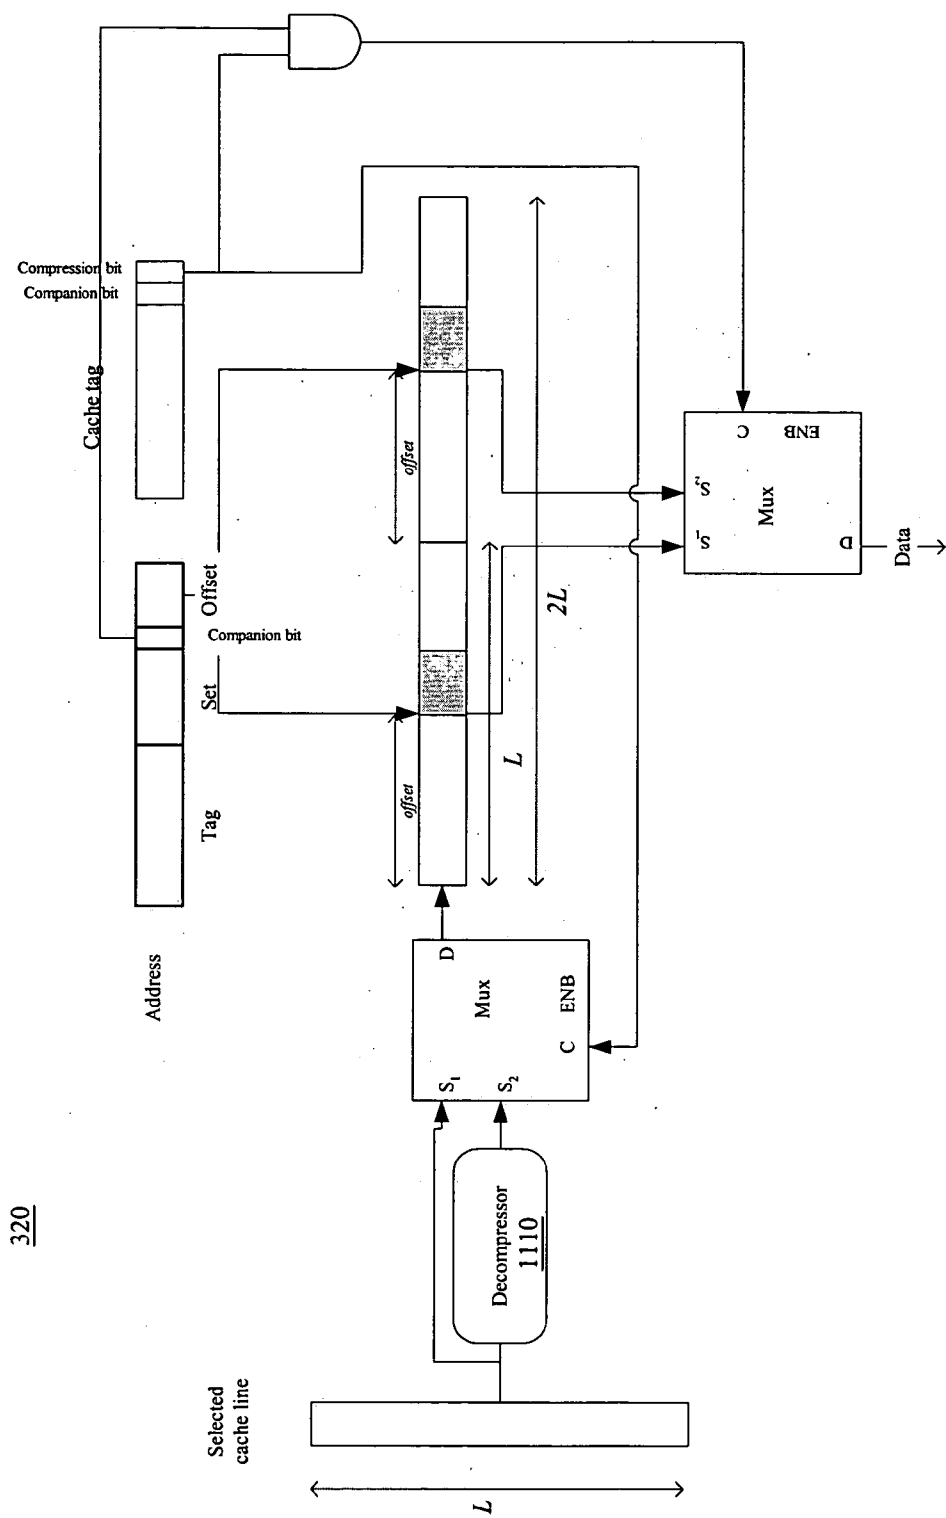 320
Compression bit
Companion bit
Cache tag
Offset
Companion bit
Set
Tag
Address
offset
offset
L
2L
S₂
S₁
C
ENB
Mux
D
Data
D
Mux
ENB
C
S₁
S₂
Decompressor
1110
Selected
cache line
L